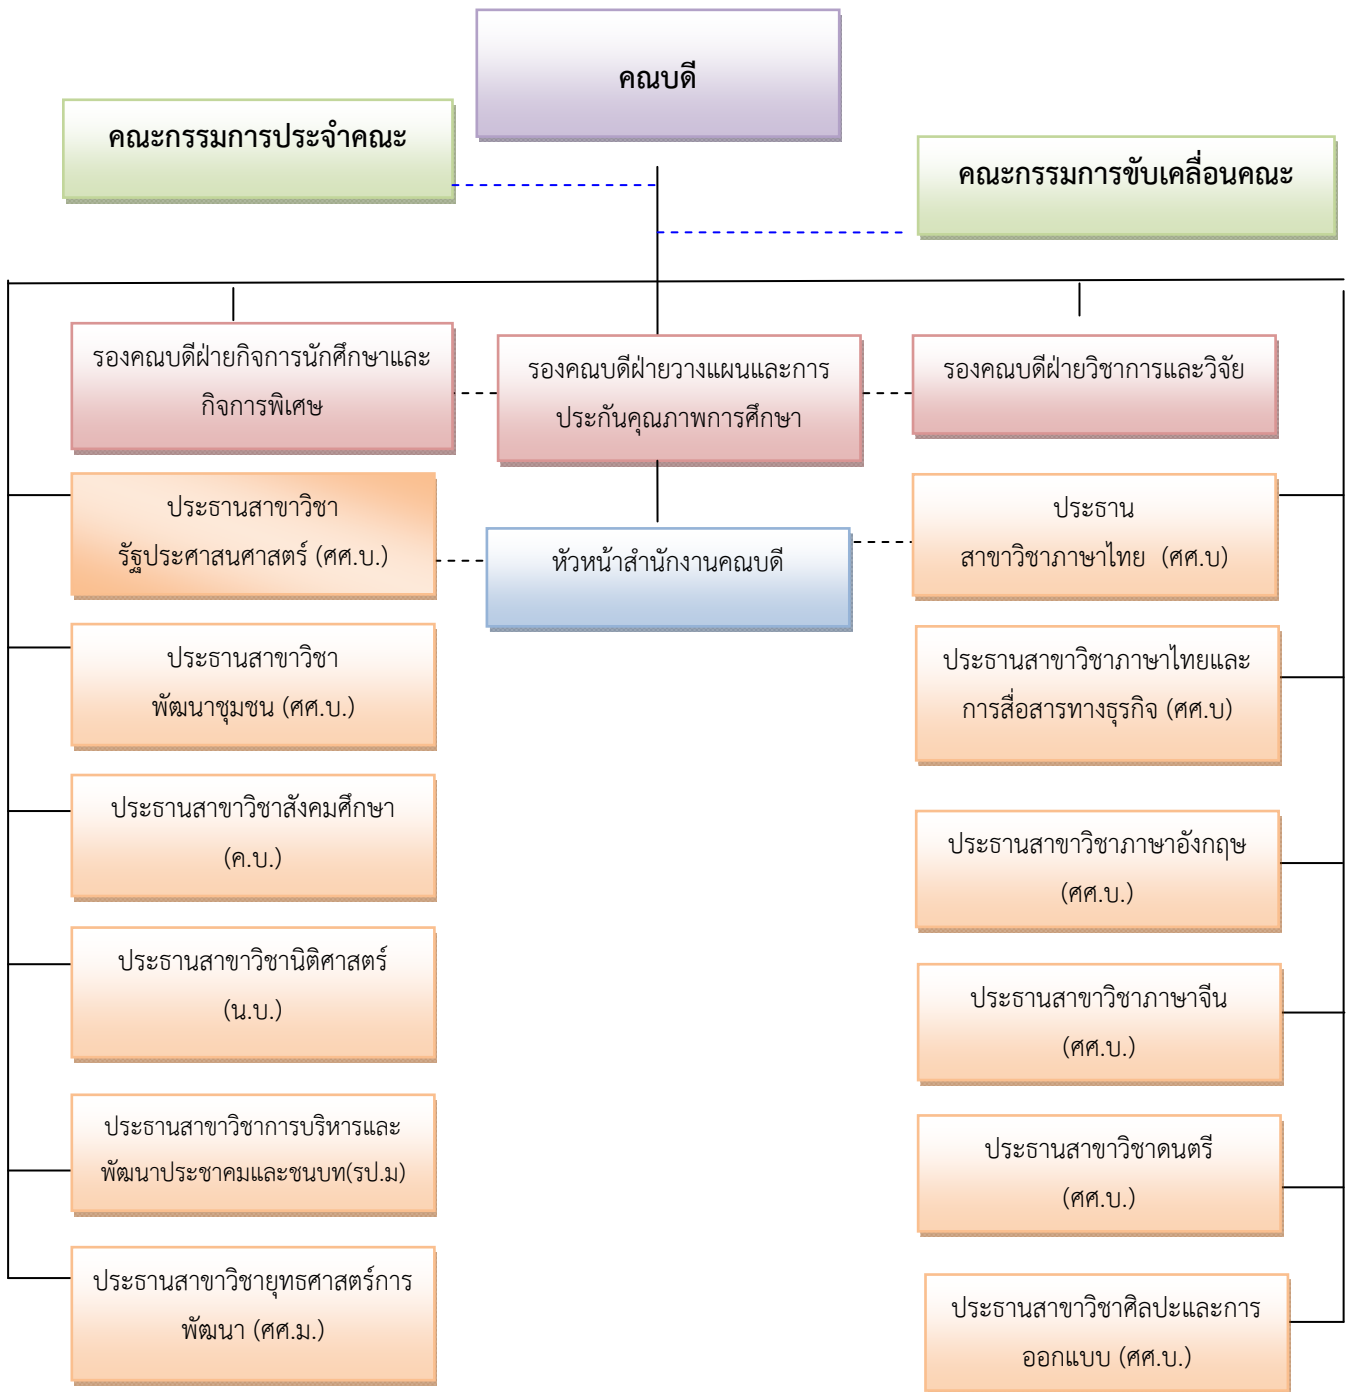 คณบดี
คณะกรรมการประจำคณะ
คณะกรรมการขับเคลื่อนคณะ
รองคณบดีฝ่ายกิจการนักศึกษาและ
กิจการพิเศษ
รองคณบดีฝ่ายวางแผนและการ
ประกันคุณภาพการศึกษา
รองคณบดีฝ่ายวิชาการและวิจัย
ประธานสาขาวิชา
รัฐประศาสนศาสตร์ (ศศ.บ.)
หัวหน้าสำนักงานคณบดี
ประธาน
สาขาวิชาภาษาไทย (ศศ.บ)
ประธานสาขาวิชา
พัฒนาชุมชน (ศศ.บ.)
ประธานสาขาวิชาภาษาไทยและ
การสื่อสารทางธุรกิจ (ศศ.บ)
ประธานสาขาวิชาสังคมศึกษา
(ค.บ.)
ประธานสาขาวิชาภาษาอังกฤษ
(ศศ.บ.)
ประธานสาขาวิชานิติศาสตร์
(น.บ.)
ประธานสาขาวิชาภาษาจีน
(ศศ.บ.)
ประธานสาขาวิชาการบริหารและ
พัฒนาประชาคมและชนบท(รป.ม)
ประธานสาขาวิชาดนตรี
(ศศ.บ.)
ประธานสาขาวิชายุทธศาสตร์การ
พัฒนา (ศศ.ม.)
ประธานสาขาวิชาศิลปะและการ
ออกแบบ (ศศ.บ.)